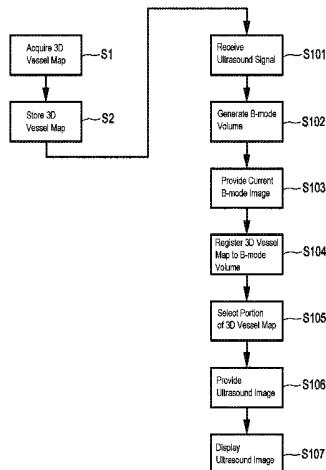 Acquire 3D
Vessel Map
S1
Store 3D
Vessel Map
S2
Receive
Ultrasound Signal
S101
Generate B-mode
Volume
S102
Provide Current
B-mode Image
S103
Register 3D Vessel
Map to B-mode
Volume
S104
Select Portion
of 3D Vessel Map
S105
Provide
Ultrasound Image
S106
Display
Ultrasound Image
S107